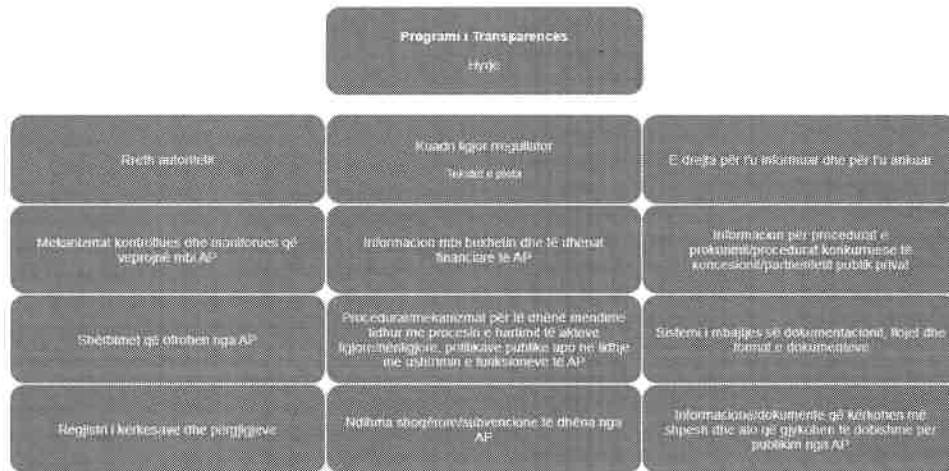 Programi i Transparencës
Hyrje
Rreth autoritetit
Kuadri ligjor rregullator
Tekstet e plota
E drejta për t'u informuar dhe për t'u ankuar
Mekanizmat kontrollues dhe monitorues që
veprojnë mbi AP
Informacion mbi buxhetin dhe të dhënat
financiare të AP
Informacion për procedurat e
prokurimit/procedurat konkurruese të
koncesionit/partneritetit publik privat
Shërbimet që ofrohen nga AP
Procedurat/mekanizmat për të dhënë mendime
lidhur me procesin e hartimit të akteve
ligjore/nënligjore, politikave publike apo në lidhje
me ushtrimin e funksioneve të AP
Sistemi i mbajtjes së dokumentacionit, llojet dhe
format e dokumenteve
Regjistri i kërkesave dhe përgjigjeve
Ndihma shoqërore/subvencione të dhëna nga
AP
Informacione/dokumente që kërkohen më
shpesh dhe ato që gjykohen të dobishme për
publikim nga AP